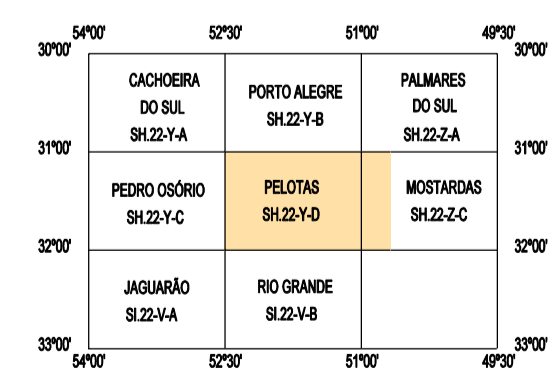 54°00' 52°30' 51°00' 49°30'
30°00' 30°00'
CACHOEIRA
DO SUL
SH.22-Y-A
PORTO ALEGRE
SH.22-Y-B
PALMARES
DO SUL
SH.22-Z-A
31°00' 31°00'
PEDRO OSÓRIO
SH.22-Y-C
PELOTAS
SH.22-Y-D
MOSTARDAS
SH.22-Z-C
32°00' 32°00'
JAGUARÃO
SI.22-V-A
RIO GRANDE
SI.22-V-B
33°00' 33°00'
54°00' 52°30' 51°00' 49°30'